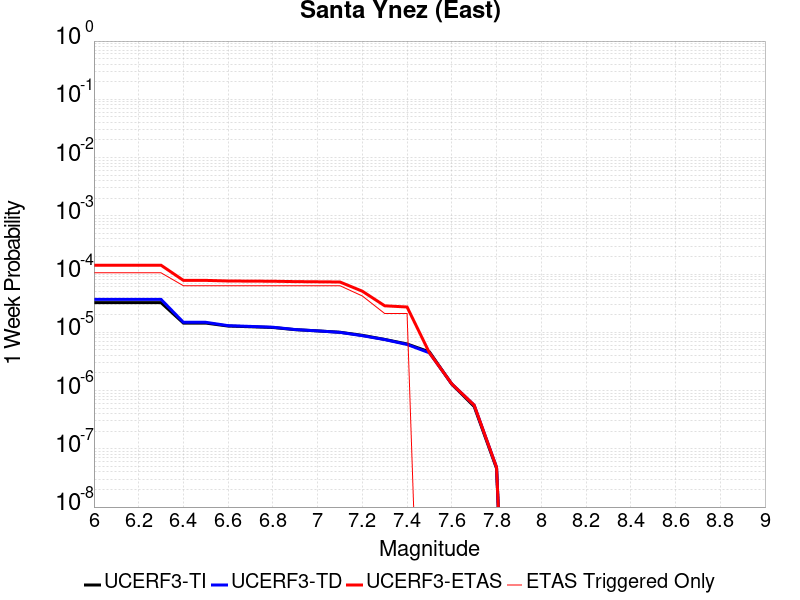 Santa Ynez (East)
10^0
10^-1
10^-2
10^-3
10^-4
10^-5
10^-6
10^-7
10^-8
1 Week Probability
6 6.2 6.4 6.6 6.8 7 7.2 7.4 7.6 7.8 8 8.2 8.4 8.6 8.8 9
Magnitude
UCERF3-TI UCERF3-TD UCERF3-ETAS ETAS Triggered Only